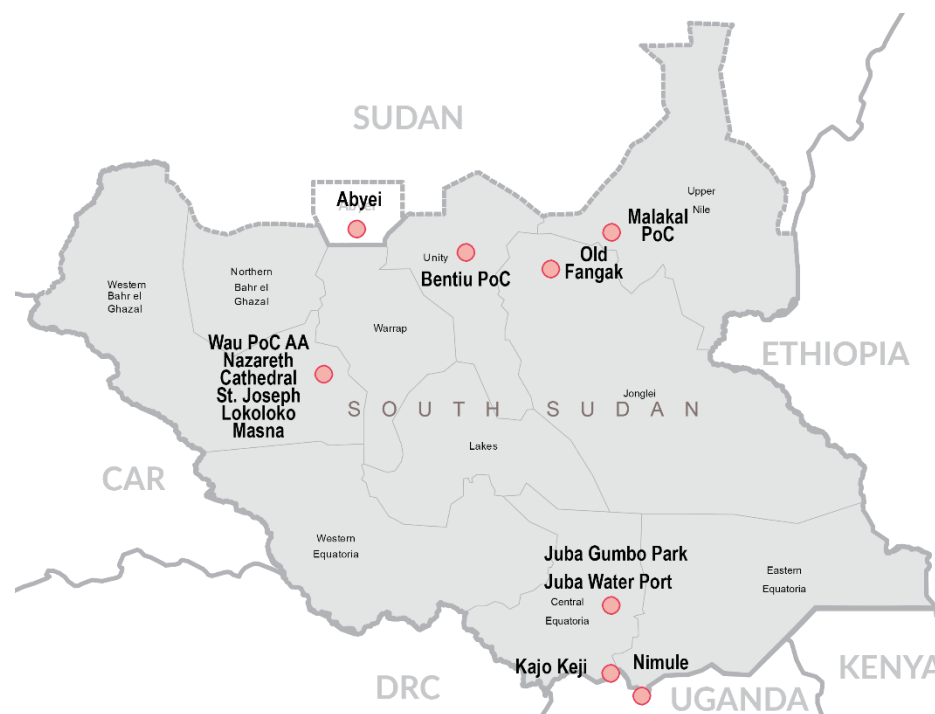 SUDAN
Abyei
Upper
Nile
Malakal
PoC
Old
Fangak
Unity
Bentiu PoC
Northern
Bahr el
Ghazal
Western
Bahr el
Ghazal
Warrap
Wau PoC AA
Nazareth
Cathedral
St. Joseph
Lokoloko
Masna
ETHIOPIA
Jonglei
SOUTH SUDAN
Lakes
CAR
Western
Equatoria
Juba Gumbo Park
Juba Water Port
Central
Equatoria
Eastern
Equatoria
Kajo Keji
Nimule
DRC
UGANDA
KENYA